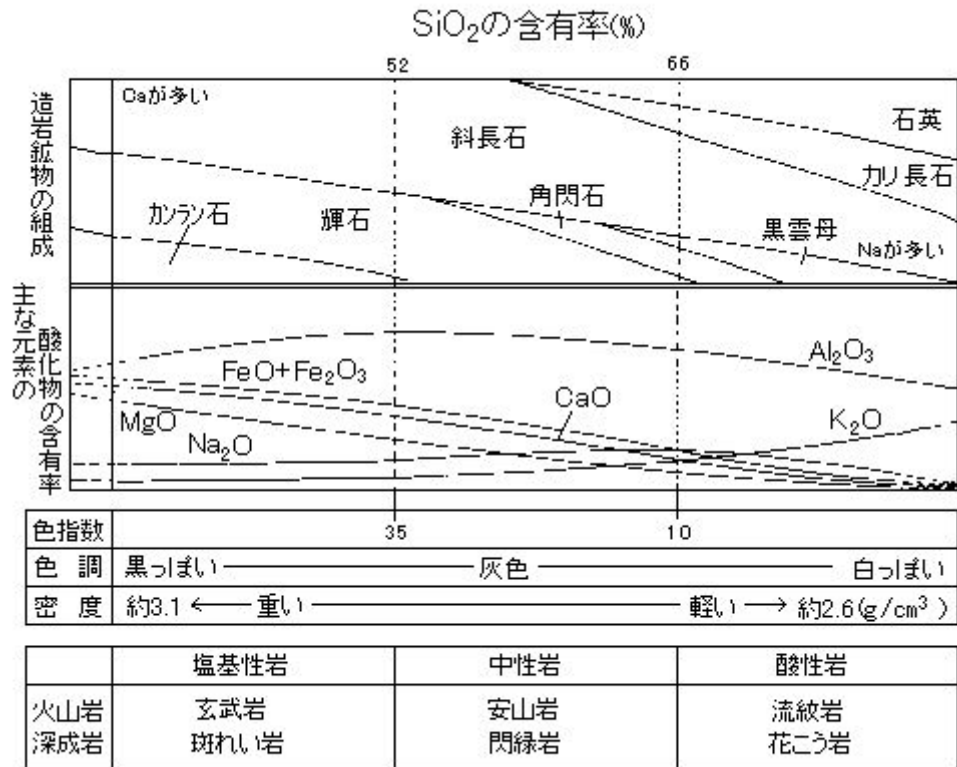 SiO₂の含有率(%)
52 66
造岩鉱物の組成
Caが多い
石英
斜長石
カリ長石
角閃石
カンラン石
輝石
黒雲母
Naが多い
主な元素の
酸化物の含有率
Al₂O₃
FeO+Fe₂O₃
CaO
MgO
K₂O
Na₂O
色指数 35 10
色調 黒っぽい 灰色 白っぽい
密度 約3.1 ← 重い 軽い → 約2.6(g/cm³)
塩基性岩 中性岩 酸性岩
火山岩 玄武岩 安山岩 流紋岩
深成岩 斑れい岩 閃緑岩 花こう岩